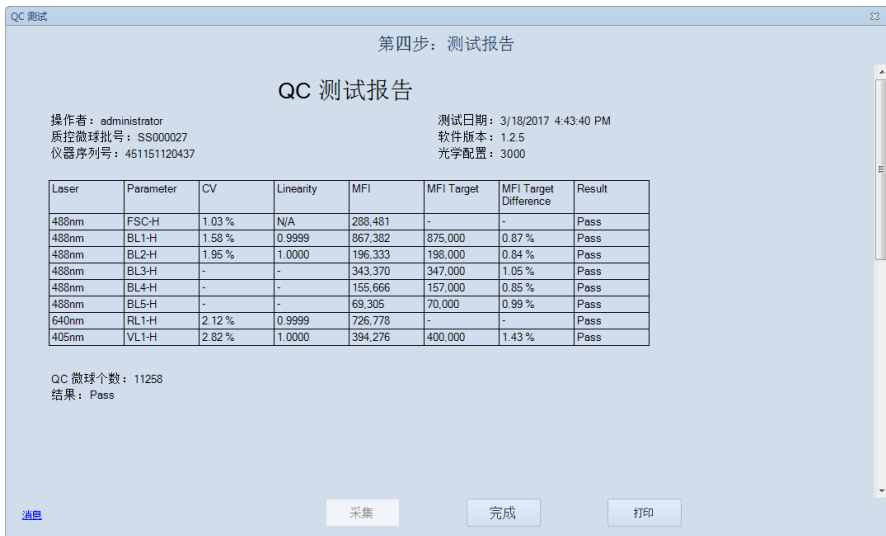 QC 测试
第四步：测试报告
QC 测试报告
操作者：administrator 测试日期：3/18/2017 4:43:40 PM
质控微球批号：SS000027 软件版本：1.2.5
仪器序列号：451151120437 光学配置：3000
Laser Parameter CV Linearity MFI MFI Target MFI Target Difference Result
488nm FSC-H 1.03 % N/A 288,481 - - Pass
488nm BL1-H 1.58 % 0.9999 867,382 875,000 0.87 % Pass
488nm BL2-H 1.95 % 1.0000 196,333 198,000 0.84 % Pass
488nm BL3-H - - 343,370 347,000 1.05 % Pass
488nm BL4-H - - 155,666 157,000 0.85 % Pass
488nm BL5-H - - 69,305 70,000 0.99 % Pass
640nm RL1-H 2.12 % 0.9999 726,778 - - Pass
405nm VL1-H 2.82 % 1.0000 394,276 400,000 1.43 % Pass
QC 微球个数：11258
结果：Pass
消息 采集 完成 打印